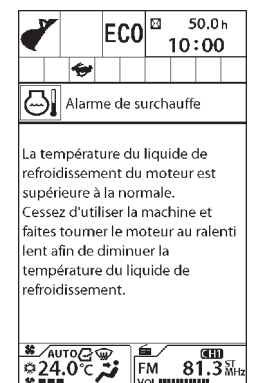 ECO
50.0 h
10:00
Alarme de surchauffe
La température du liquide de
refroidissement du moteur est
supérieure à la normale.
Cessez d'utiliser la machine et
faites tourner le moteur au ralenti
lent afin de diminuer la
température du liquide de
refroidissement.
AUTO
CH1
24.0°C
FM 81.3 ST MHz
VOL